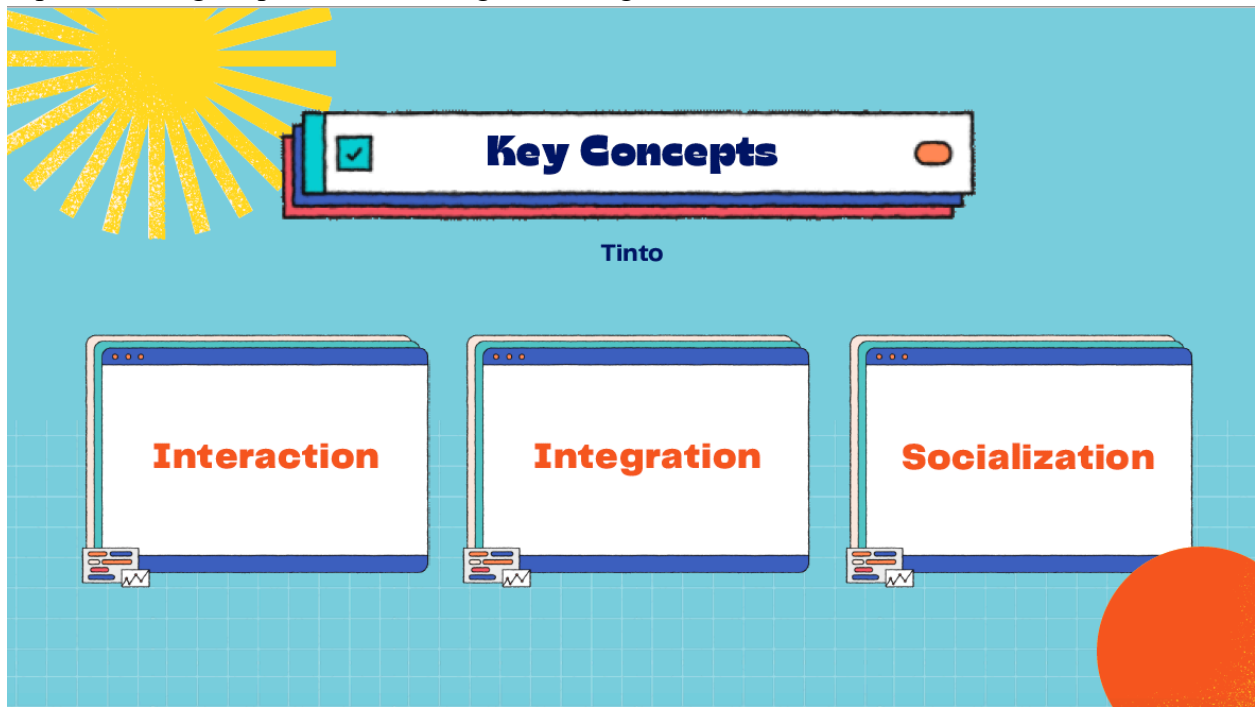 Key Concepts
Tinto
Interaction
Integration
Socialization